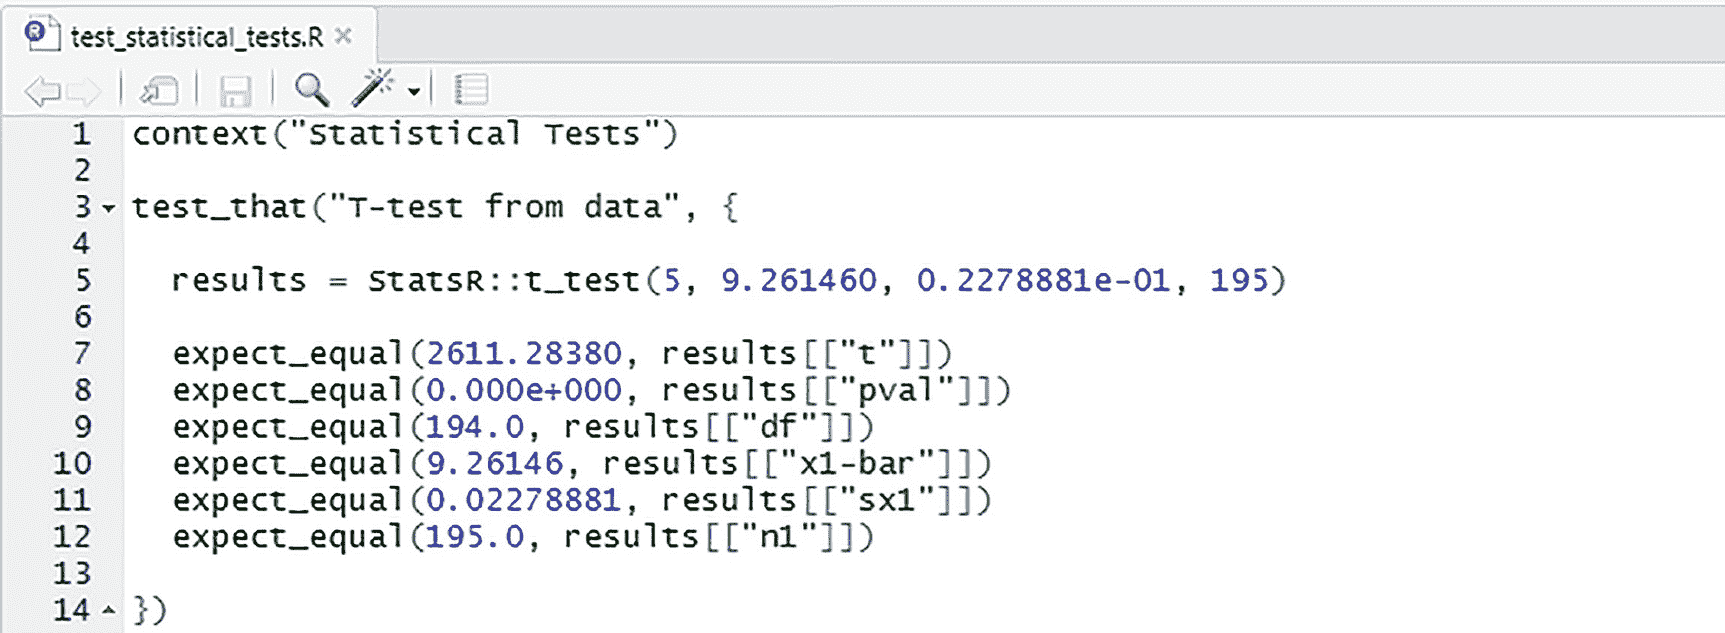 test_statistical_tests.R
1 context("Statistical Tests")
2
3 test_that("T-test from data", {
4
5   results = StatsR::t_test(5, 9.261460, 0.2278881e-01, 195)
6
7   expect_equal(2611.28380, results[["t"]])
8   expect_equal(0.000e+000, results[["pval"]])
9   expect_equal(194.0, results[["df"]])
10   expect_equal(9.26146, results[["x1-bar"]])
11   expect_equal(0.02278881, results[["sx1"]])
12   expect_equal(195.0, results[["n1"]])
13
14 })